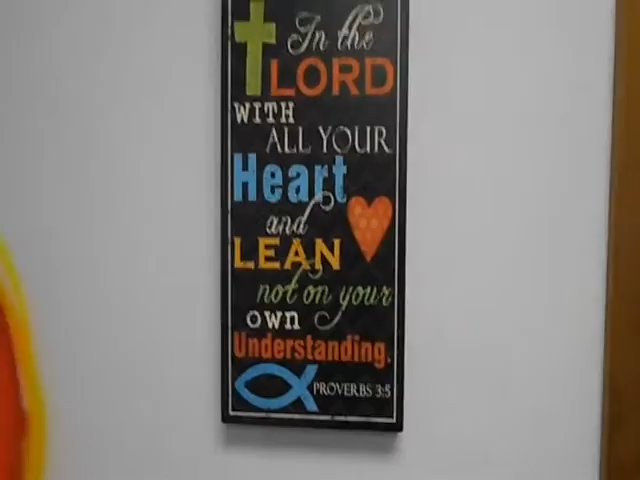 In the
LORD
WITH
ALL YOUR
Heart
and
LEAN
not on your
own
Understanding.
PROVERBS 3:5